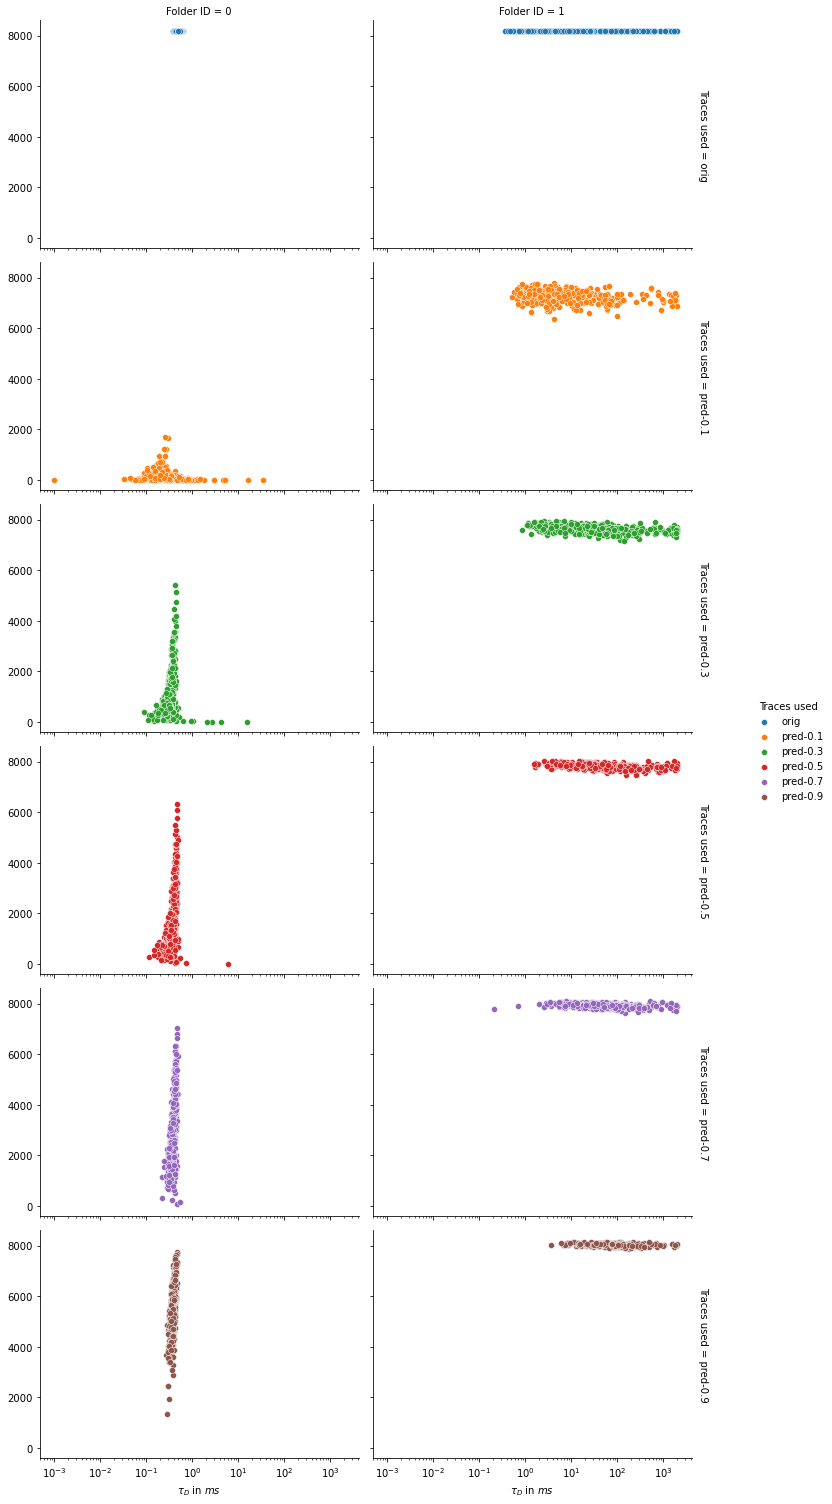 Folder ID = 0
Folder ID = 1
8000
6000
4000
2000
0
Traces used = orig
8000
6000
4000
2000
0
Traces used = pred-0.1
8000
6000
4000
2000
0
Traces used = pred-0.3
Traces used
orig
pred-0.1
pred-0.3
pred-0.5
pred-0.7
pred-0.9
8000
6000
4000
2000
0
Traces used = pred-0.5
8000
6000
4000
2000
0
Traces used = pred-0.7
8000
6000
4000
2000
0
Traces used = pred-0.9
10⁻³ 10⁻² 10⁻¹ 10⁰ 10¹ 10² 10³
10⁻³ 10⁻² 10⁻¹ 10⁰ 10¹ 10² 10³
τ_D in ms
τ_D in ms